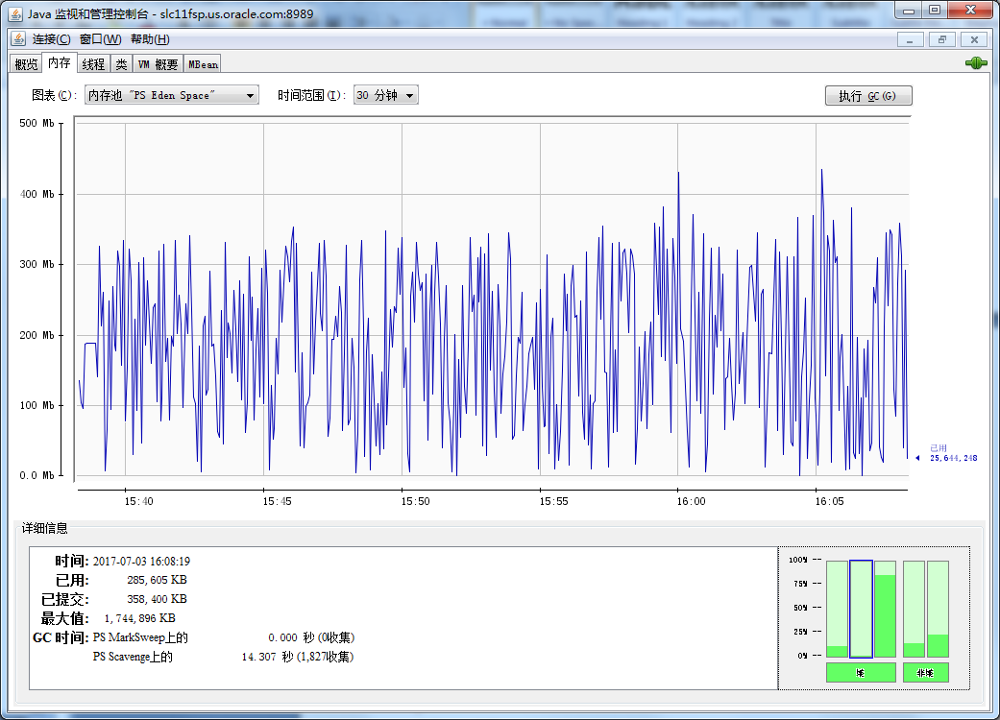 Java 监视和管理控制台 - slc11fsp.us.oracle.com:8989
连接(C) 窗口(W) 帮助(H)
概览 内存 线程 类 VM 概要 MBean
图表(C): 内存池 "PS Eden Space" 时间范围(I): 30 分钟 执行 GC(G)
500 Mb
400 Mb
300 Mb
200 Mb
100 Mb
0.0 Mb
已用
25,644,248
15:40 15:45 15:50 15:55 16:00 16:05
详细信息
时间: 2017-07-03 16:08:19
已用: 285,605 KB
已提交: 358,400 KB
最大值: 1,744,896 KB
GC 时间: PS MarkSweep上的 0.000 秒 (0收集)
PS Scavenge上的 14.307 秒 (1,827收集)
100% --
75% --
50% --
25% --
0% --
堆 非堆